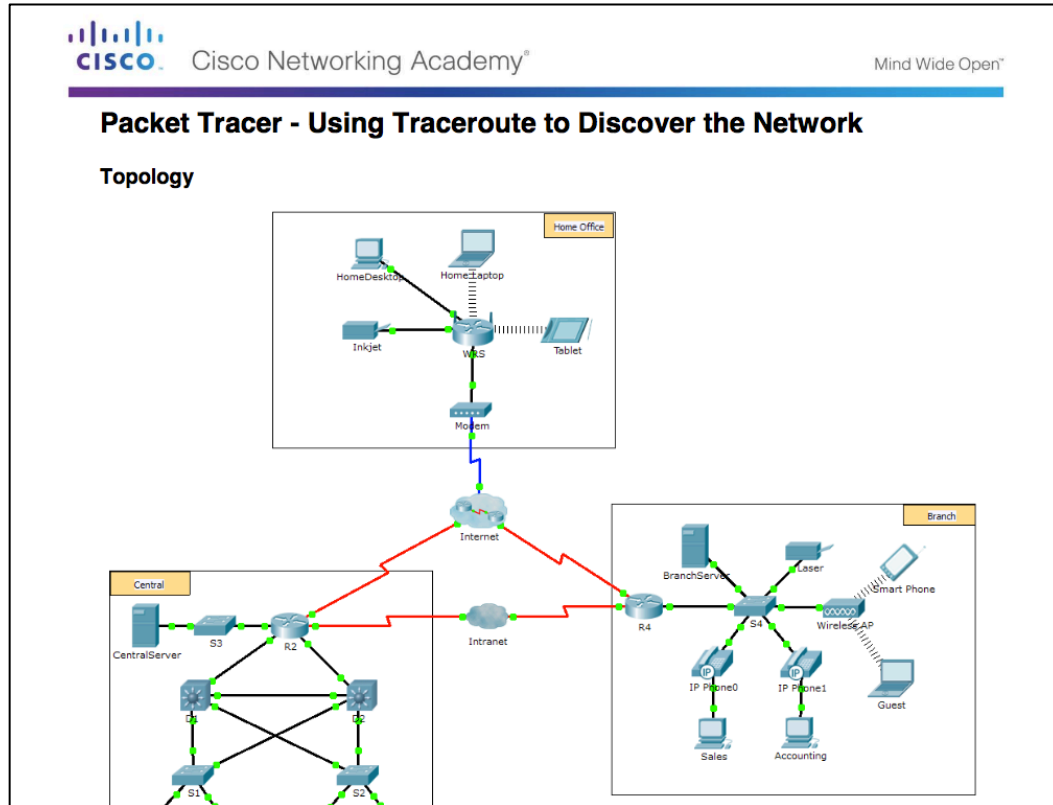 CISCO. Cisco Networking Academy® Mind Wide Open™
Packet Tracer - Using Traceroute to Discover the Network
Topology
Home Office
HomeDesktop
Home Laptop
Inkjet
WRS
Tablet
Modem
Internet
Branch
BranchServer
Laser
Smart Phone
Central
CentralServer
S3
R2
Intranet
R4
S4
Wireless AP
IP
IP Phone0
IP
IP Phone1
Guest
D1
D2
Sales
Accounting
S1
S2